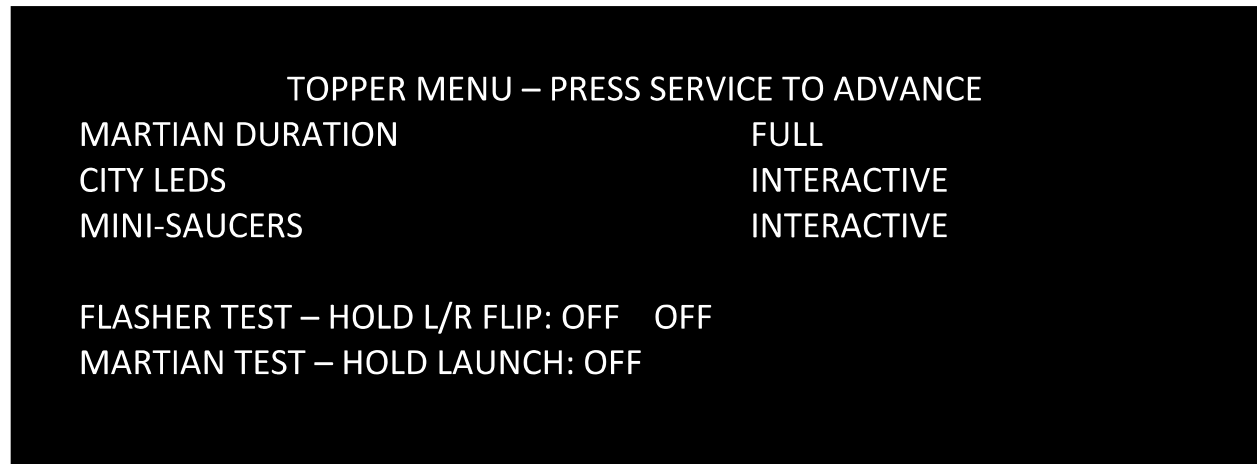 TOPPER MENU – PRESS SERVICE TO ADVANCE
MARTIAN DURATION FULL
CITY LEDS INTERACTIVE
MINI-SAUCERS INTERACTIVE
FLASHER TEST – HOLD L/R FLIP: OFF OFF
MARTIAN TEST – HOLD LAUNCH: OFF